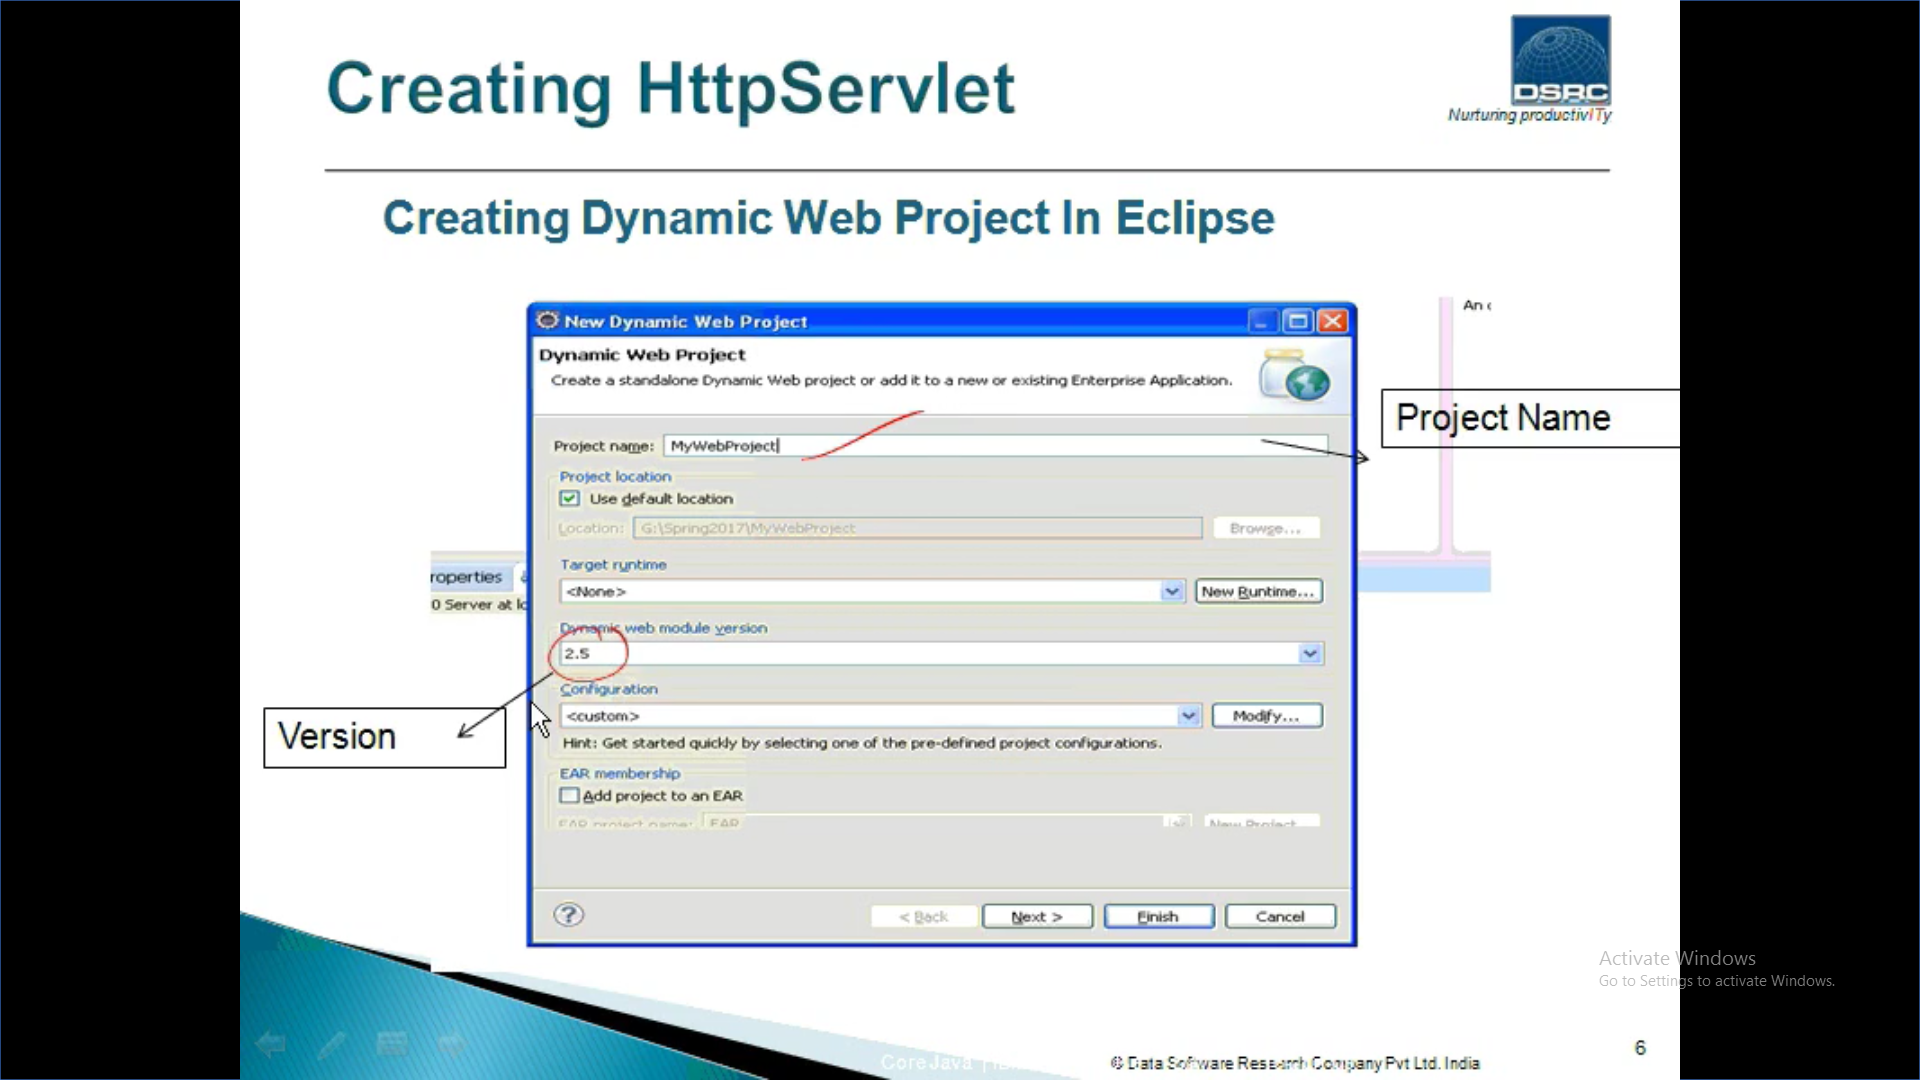 Creating HttpServlet
DSRC
Nurturing productivITy
Creating Dynamic Web Project In Eclipse
An
New Dynamic Web Project
Dynamic Web Project
Create a standalone Dynamic Web project or add it to a new or existing Enterprise Application.
Project Name
Project name: MyWebProject
Project location
Use default location
Location: G:\Spring2017\MyWebProject Browse...
Target runtime
roperties
<None> New Runtime...
0 Server at lo
Dynamic web module version
2.5
Configuration
<custom> Modify...
Version
Hint: Get started quickly by selecting one of the pre-defined project configurations.
EAR membership
Add project to an EAR
EAR project name: EAR New Project...
< Back Next > Finish Cancel
Activate Windows
Go to Settings to activate Windows.
6
Core Java |
© Data Software Research Company Pvt Ltd. India